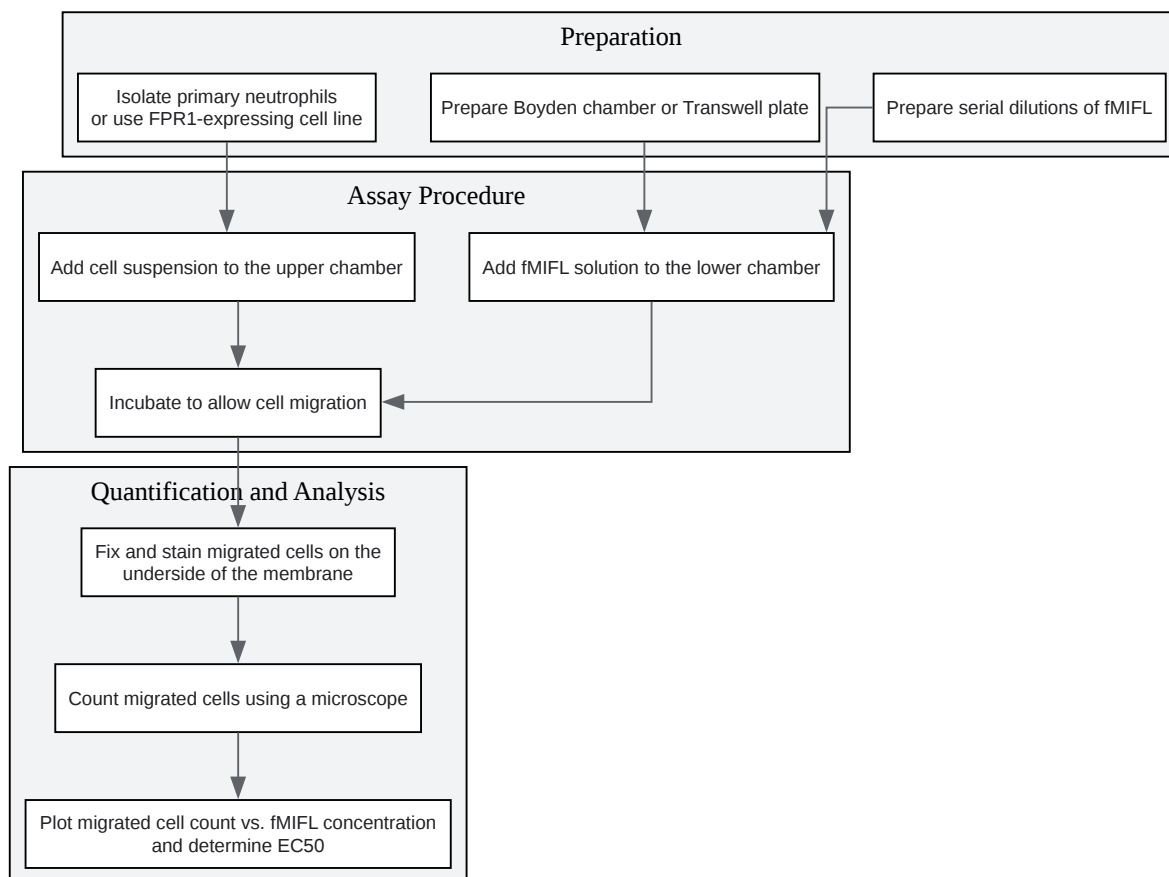 Preparation
Isolate primary neutrophils
or use FPR1-expressing cell line
Prepare Boyden chamber or Transwell plate
Prepare serial dilutions of fMIFL
Assay Procedure
Add cell suspension to the upper chamber
Add fMIFL solution to the lower chamber
Incubate to allow cell migration
Quantification and Analysis
Fix and stain migrated cells on the
underside of the membrane
Count migrated cells using a microscope
Plot migrated cell count vs. fMIFL concentration
and determine EC50